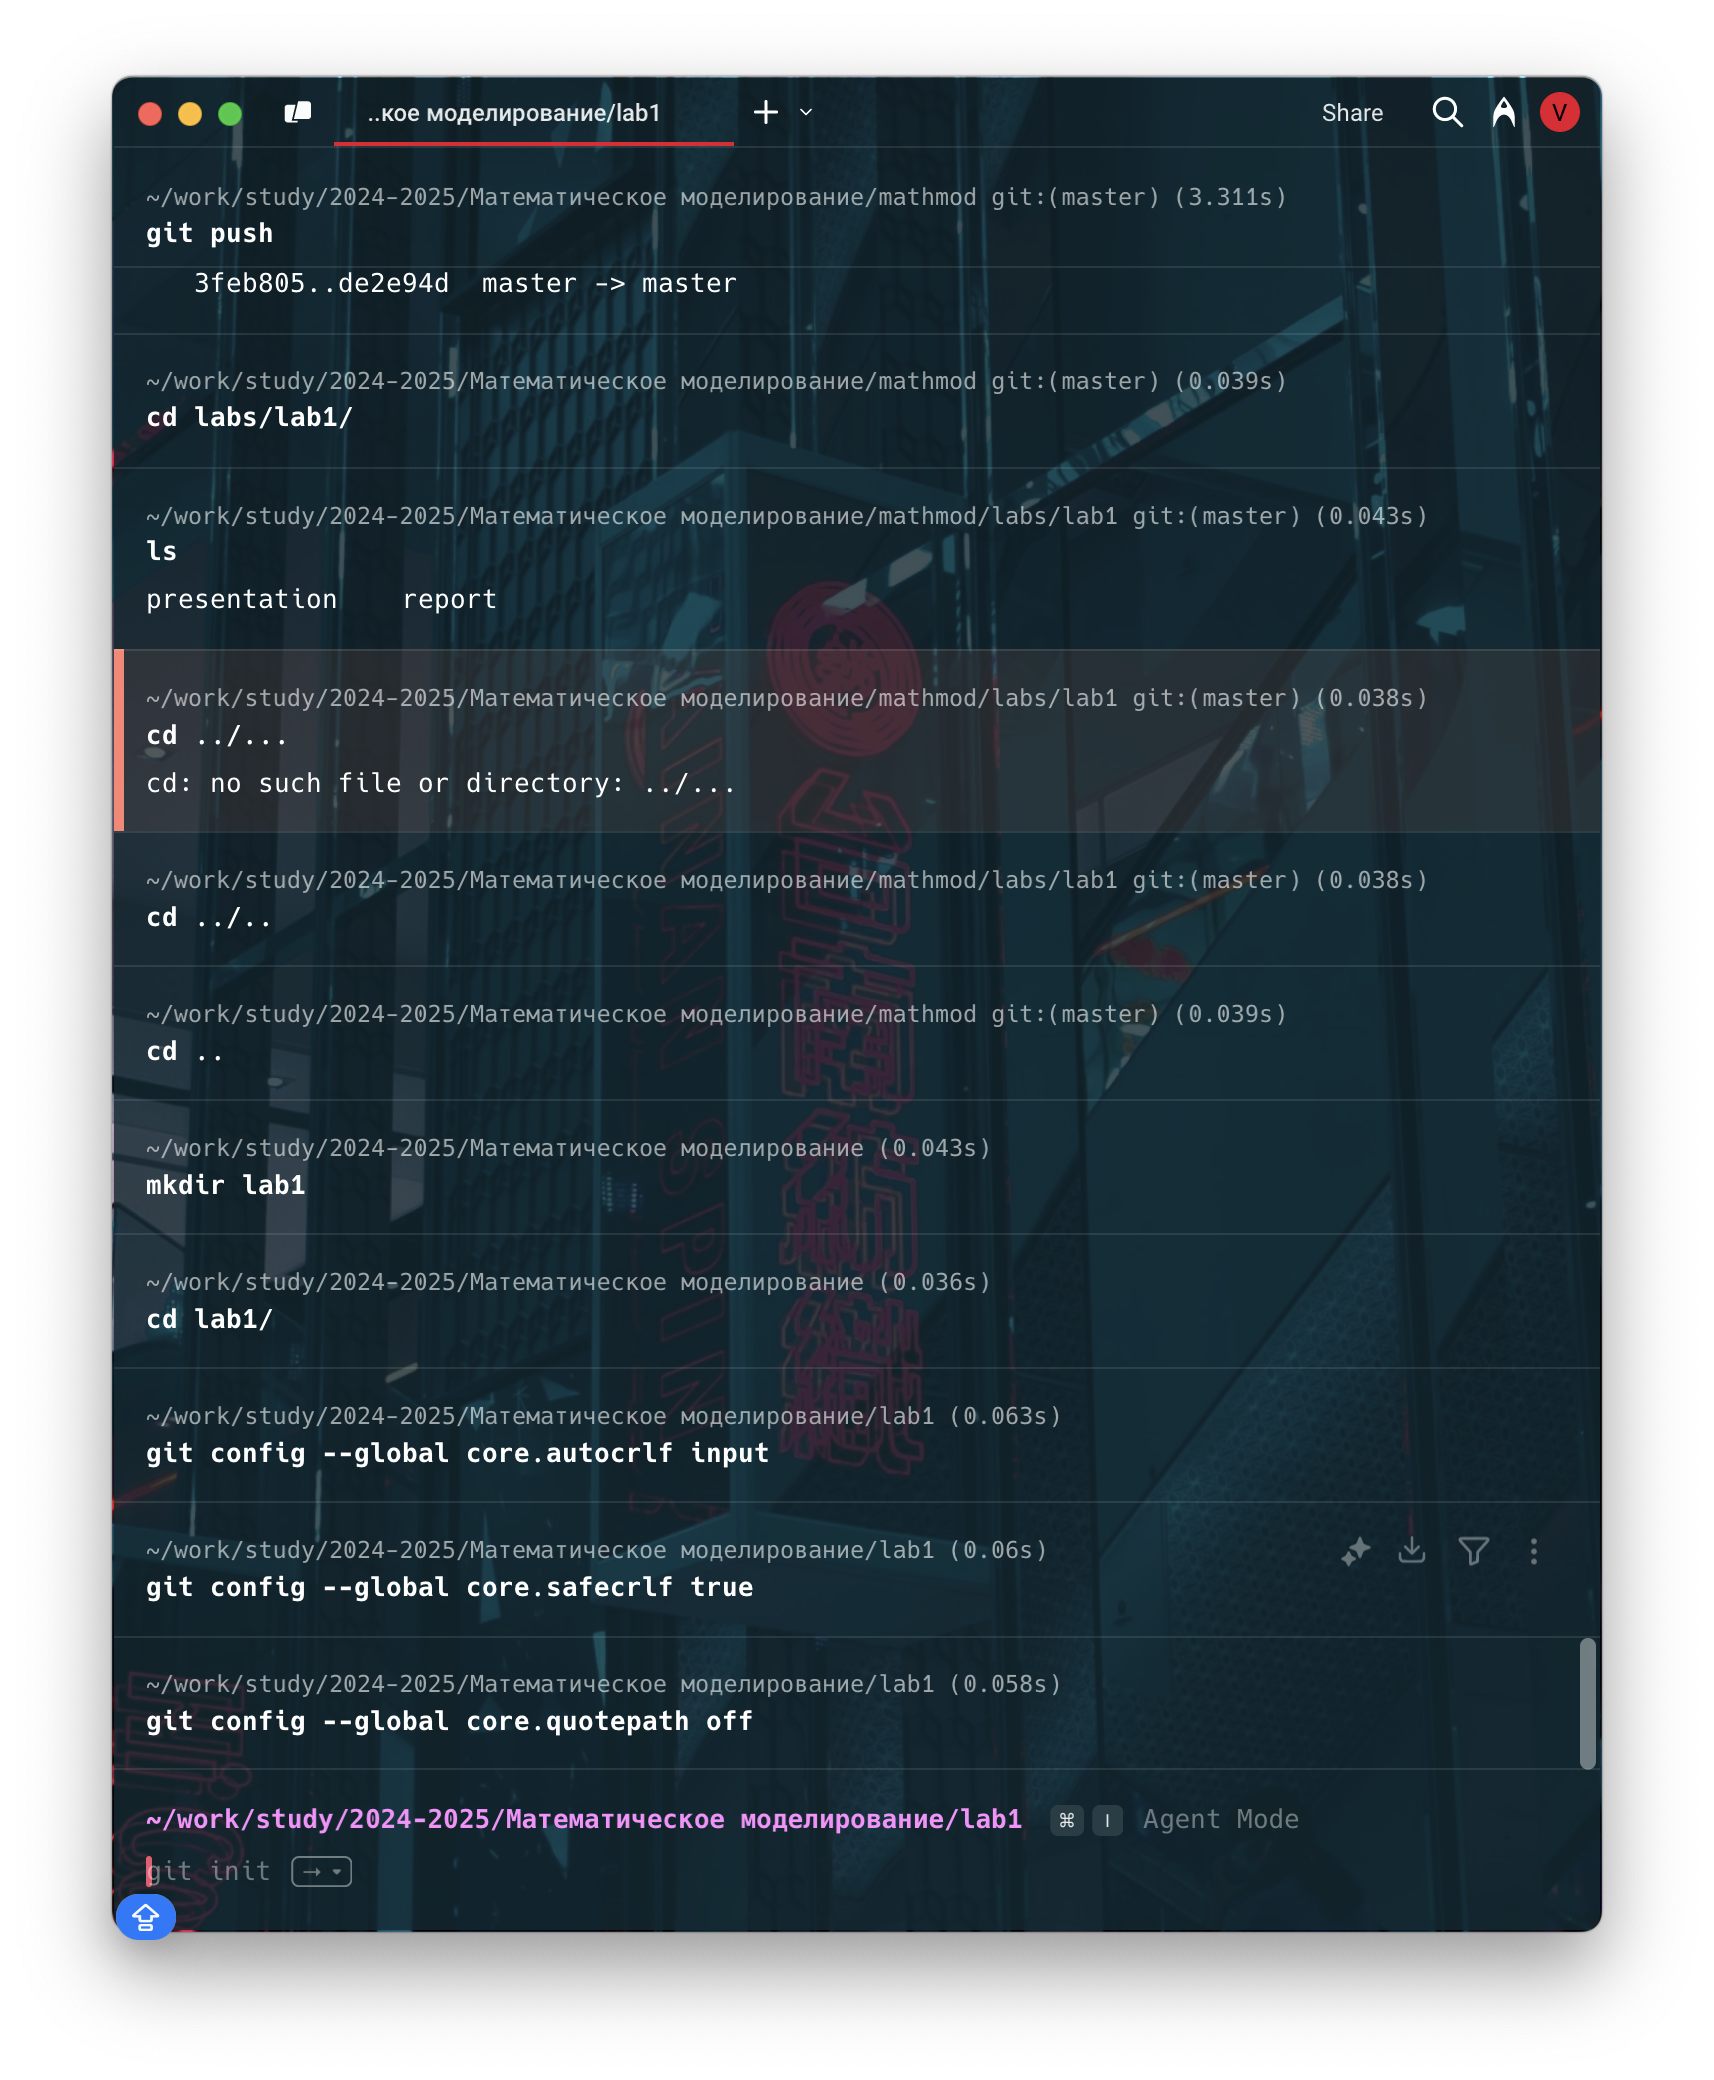 ..кое моделирование/lab1
Share
V
~/work/study/2024-2025/Математическое моделирование/mathmod git:(master) (3.311s)
git push
3feb805..de2e94d  master -> master
~/work/study/2024-2025/Математическое моделирование/mathmod git:(master) (0.039s)
cd labs/lab1/
~/work/study/2024-2025/Математическое моделирование/mathmod/labs/lab1 git:(master) (0.043s)
ls
presentation    report
~/work/study/2024-2025/Математическое моделирование/mathmod/labs/lab1 git:(master) (0.038s)
cd ../...
cd: no such file or directory: ../...
~/work/study/2024-2025/Математическое моделирование/mathmod/labs/lab1 git:(master) (0.038s)
cd ../..
~/work/study/2024-2025/Математическое моделирование/mathmod git:(master) (0.039s)
cd ..
~/work/study/2024-2025/Математическое моделирование (0.043s)
mkdir lab1
~/work/study/2024-2025/Математическое моделирование (0.036s)
cd lab1/
~/work/study/2024-2025/Математическое моделирование/lab1 (0.063s)
git config --global core.autocrlf input
~/work/study/2024-2025/Математическое моделирование/lab1 (0.06s)
git config --global core.safecrlf true
~/work/study/2024-2025/Математическое моделирование/lab1 (0.058s)
git config --global core.quotepath off
~/work/study/2024-2025/Математическое моделирование/lab1 ⌘ I Agent Mode
git init